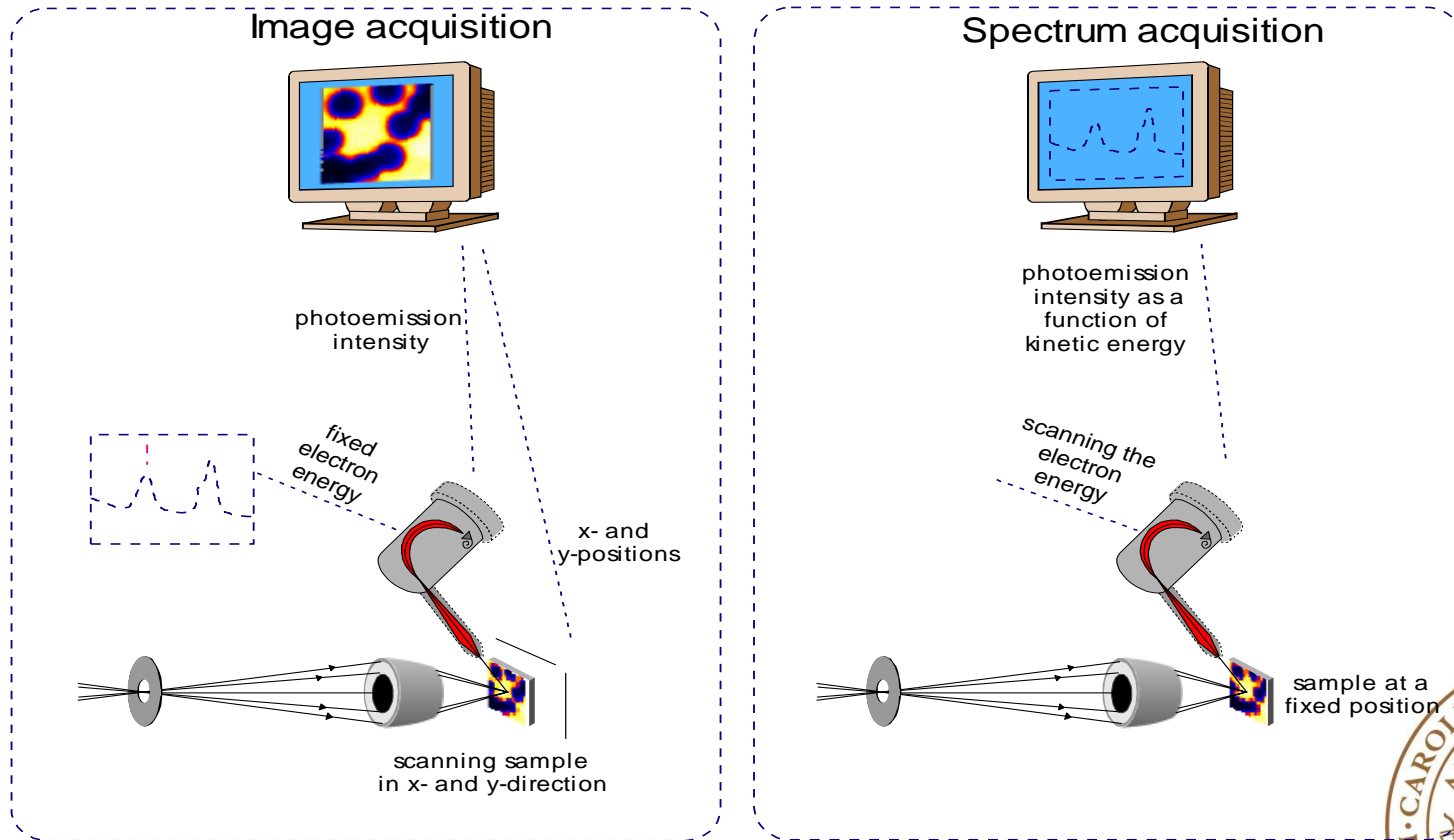 Image acquisition
photoemission
intensity
fixed
electron
energy
x- and
y-positions
scanning sample
in x- and y-direction
Spectrum acquisition
photoemission
intensity as a
function of
kinetic energy
scanning the
electron
energy
sample at a
fixed position
CAROL